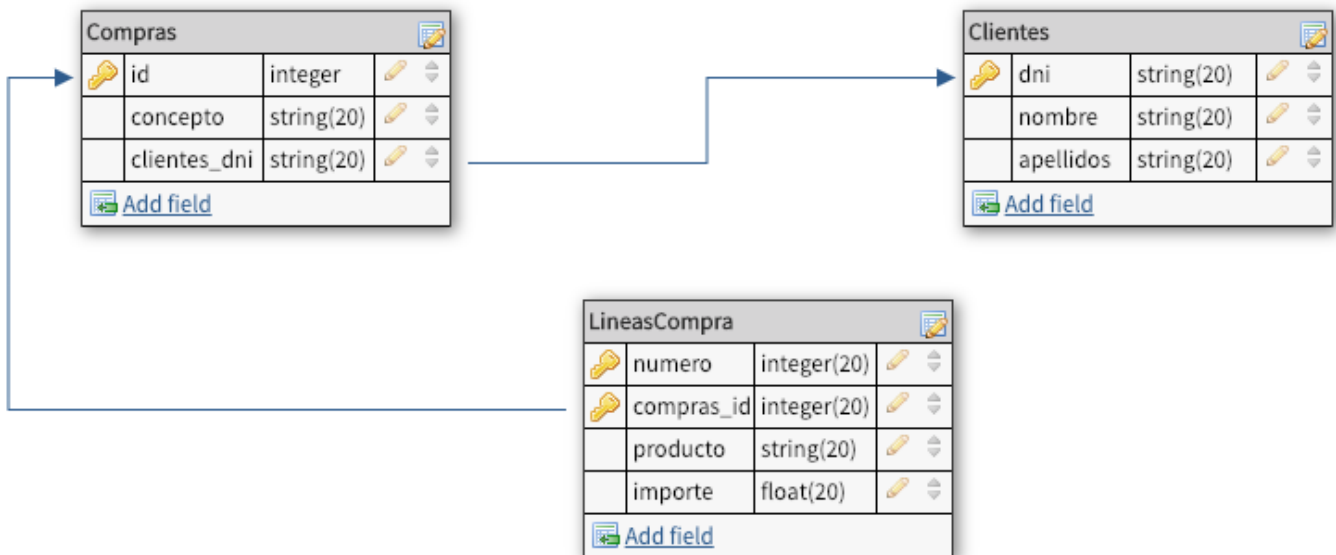 Compras
id integer
concepto string(20)
clientes_dni string(20)
Add field
Clientes
dni string(20)
nombre string(20)
apellidos string(20)
Add field
LineasCompra
numero integer(20)
compras_id integer(20)
producto string(20)
importe float(20)
Add field